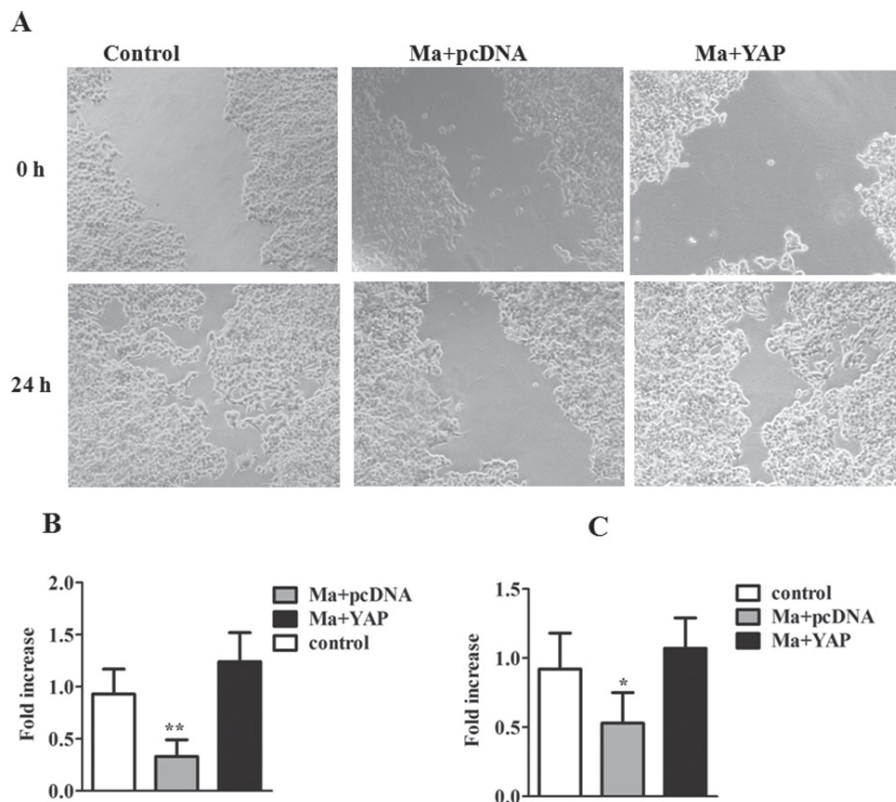 A
Control Ma+pcDNA Ma+YAP
0 h
24 h
B
2.0
1.5
1.0
0.5
0.0
Fold increase
**
Ma+pcDNA
Ma+YAP
control
C
1.5
1.0
0.5
0.0
Fold increase
*
control
Ma+pcDNA
Ma+YAP